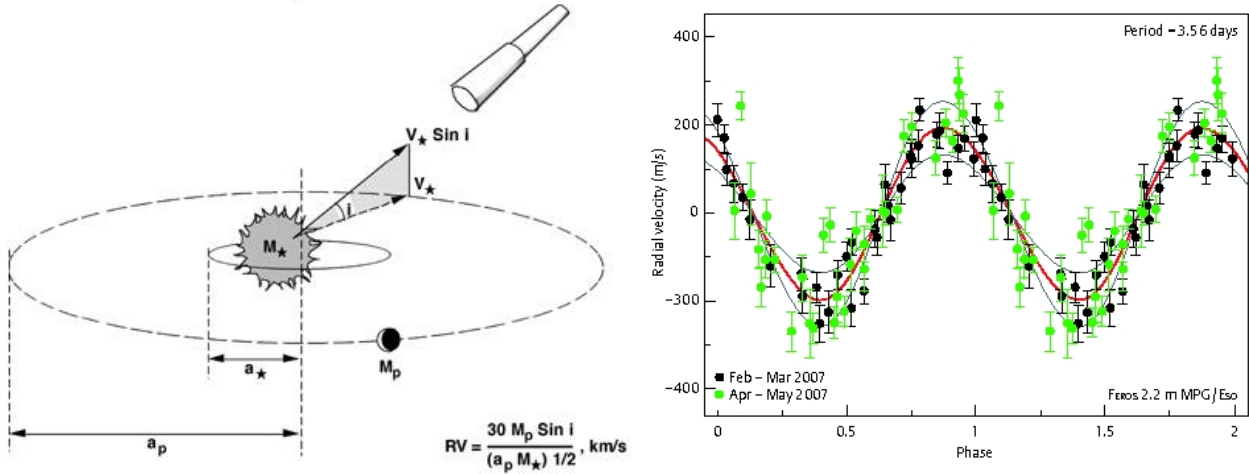 V★ Sin i
V★
i
M★
a★
Mp
ap
RV = 30 Mp Sin i
(ap M★) 1/2 , km/s
Period −3.56 days
400
200
0
−300
−400
Radial velocity (m/s)
Feb − Mar 2007
Apr − May 2007
FEROS 2.2 m MPG/ESO
0 0.5 1 1.5 2
Phase